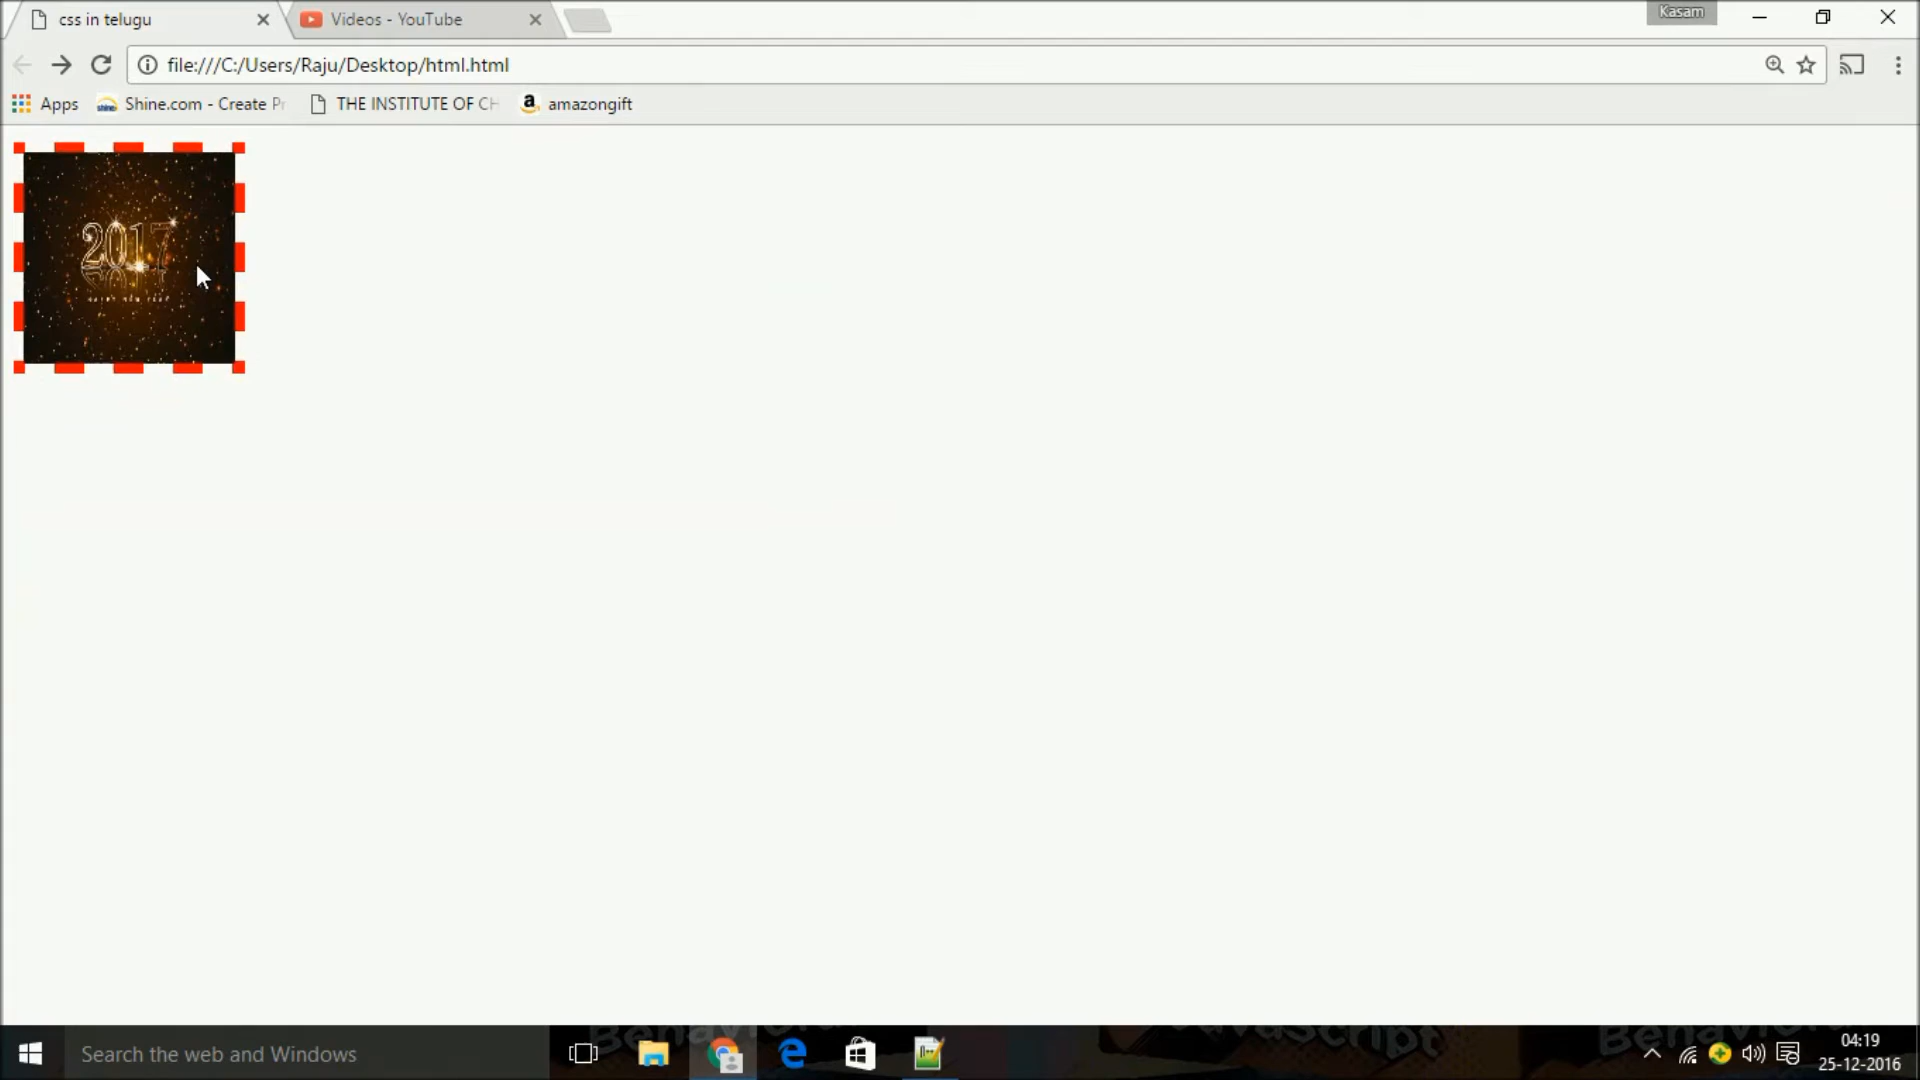 css in telugu
Videos - YouTube
Kasam
file:///C:/Users/Raju/Desktop/html.html
Apps
Shine.com - Create Pr
THE INSTITUTE OF CH
a amazongift
2017
Search the web and Windows
04:19
25-12-2016